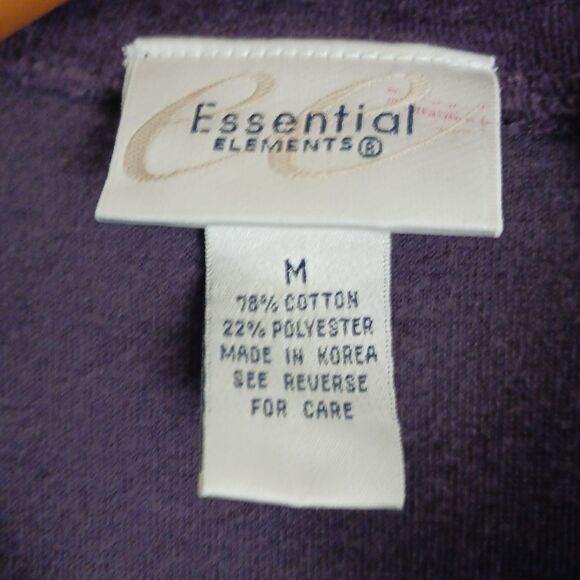 Essential
ELEMENTS®
M
78% COTTON
22% POLYESTER
MADE IN KOREA
SEE REVERSE
FOR CARE